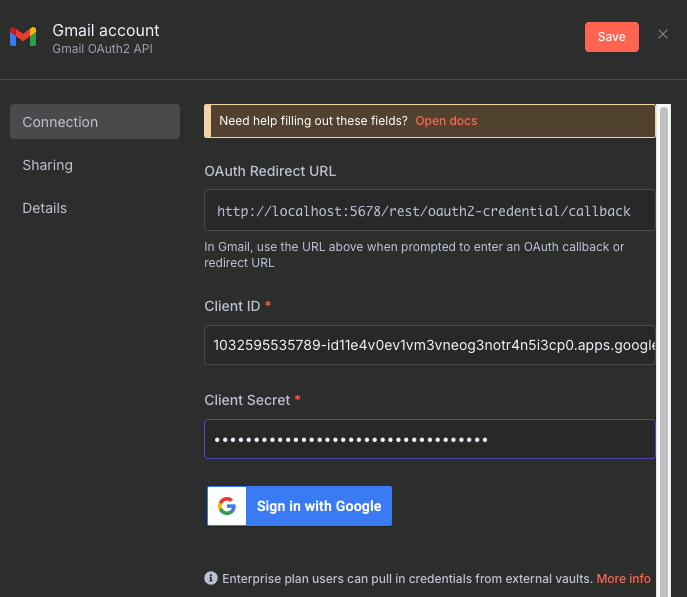 Gmail account
Gmail OAuth2 API
Save
Connection
Sharing
Details
Need help filling out these fields? Open docs
OAuth Redirect URL
http://localhost:5678/rest/oauth2-credential/callback
In Gmail, use the URL above when prompted to enter an OAuth callback or
redirect URL
Client ID *
1032595535789-id11e4v0ev1vm3vneog3notr4n5i3cp0.apps.google
Client Secret *
••••••••••••••••••••••••••••••••••
Sign in with Google
Enterprise plan users can pull in credentials from external vaults. More info